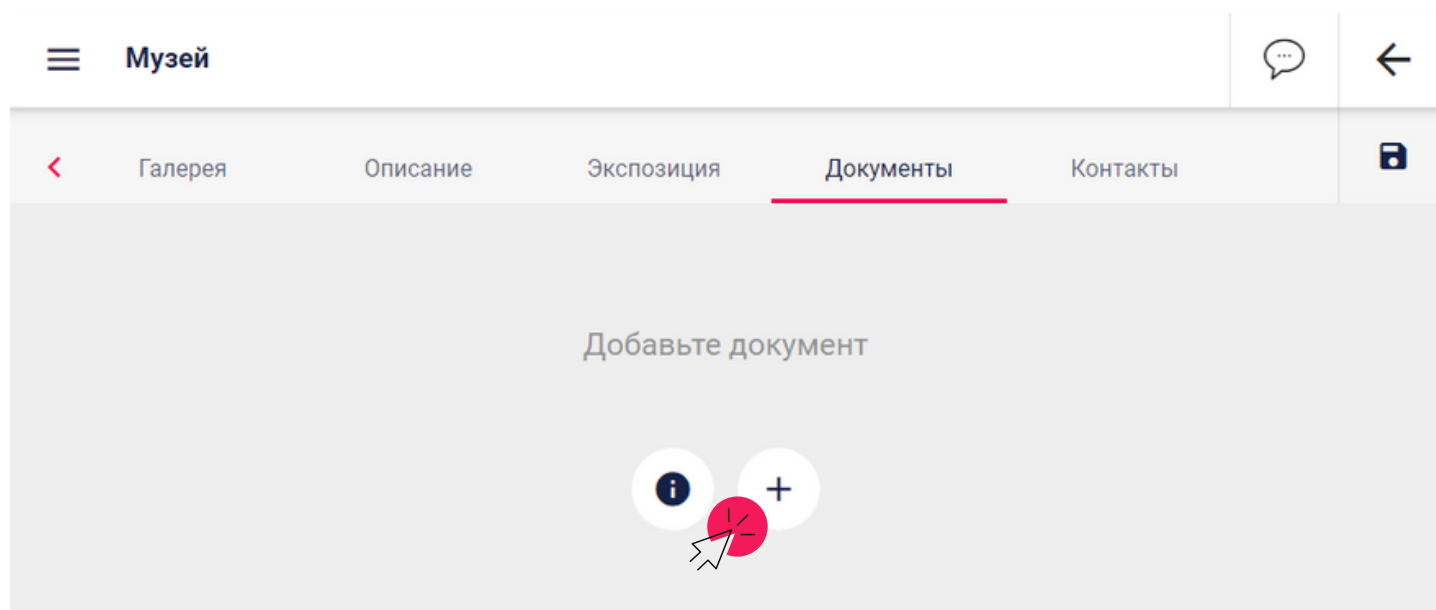 Музей
Галерея Описание Экспозиция Документы Контакты
Добавьте документ